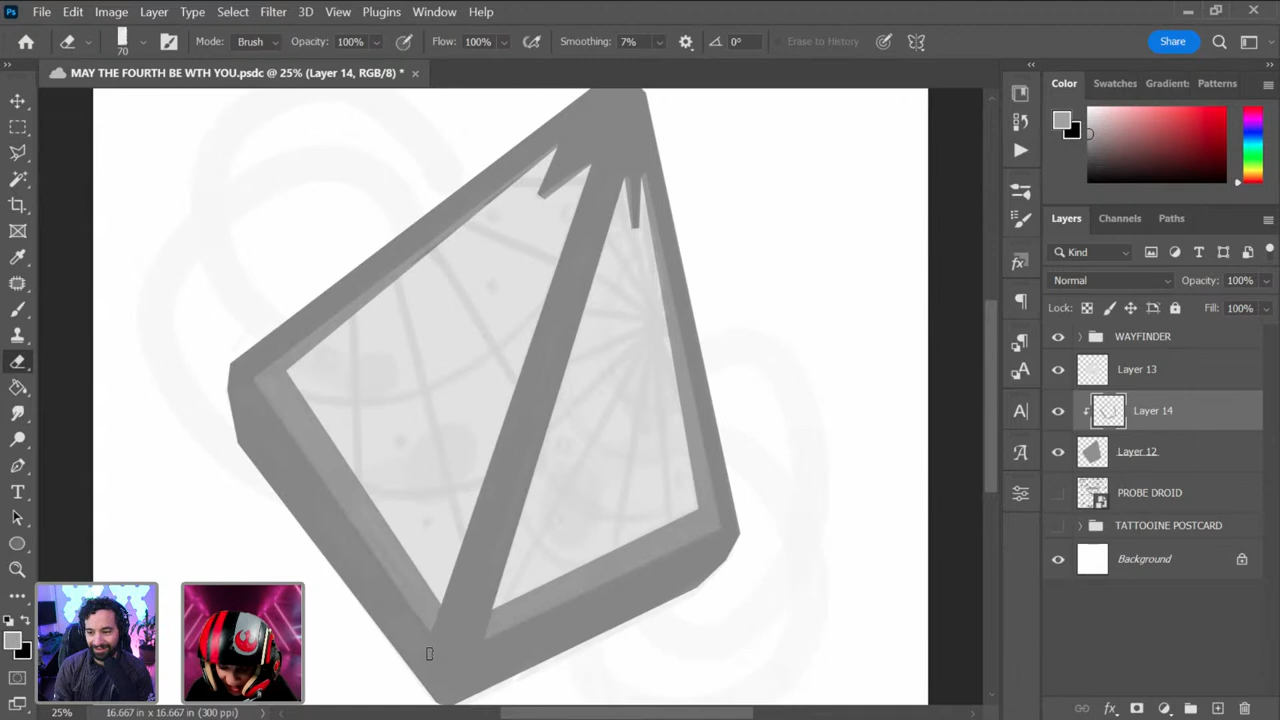 Ps File Edit Image Layer Type Select Filter 3D View Plugins Window Help
70 Mode: Brush Opacity: 100% Flow: 100% Smoothing: 7% 0° Erase to History Share
MAY THE FOURTH BE WTH YOU.psdc @ 25% (Layer 14, RGB/8) *
Color Swatches Gradient: Patterns
Layers Channels Paths
Kind
Normal Opacity: 100%
Lock: Fill: 100%
WAYFINDER
Layer 13
Layer 14
Layer 12
PROBE DROID
TATTOOINE POSTCARD
Background
25% 16.667 in x 16.667 in (300 ppi)